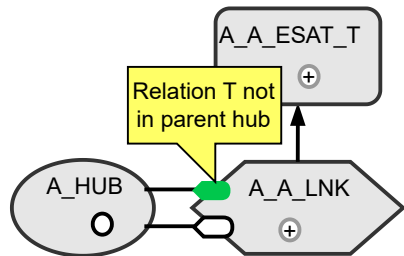 A_A_ESAT_T
Relation T not
in parent hub
A_HUB
A_A_LNK